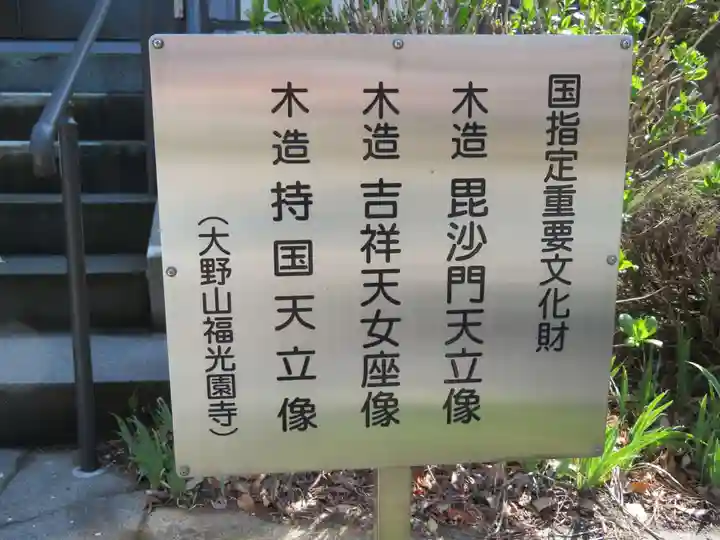 国指定重要文化財
木造 毘沙門天立像
木造 吉祥天女座像
木造 持国天立像
(大野山福光園寺)